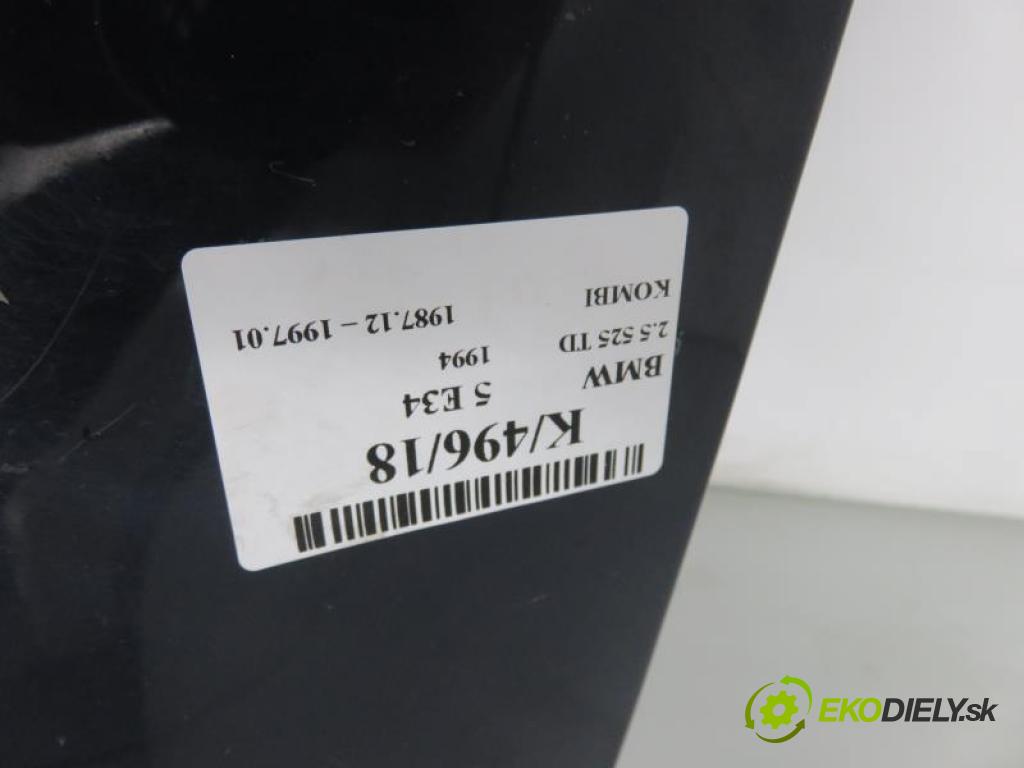 K/496/18
BMW 5 E34
2.5 525 TD 1994
KOMBI 1987.12 – 1997.01
EKODIELY.sk